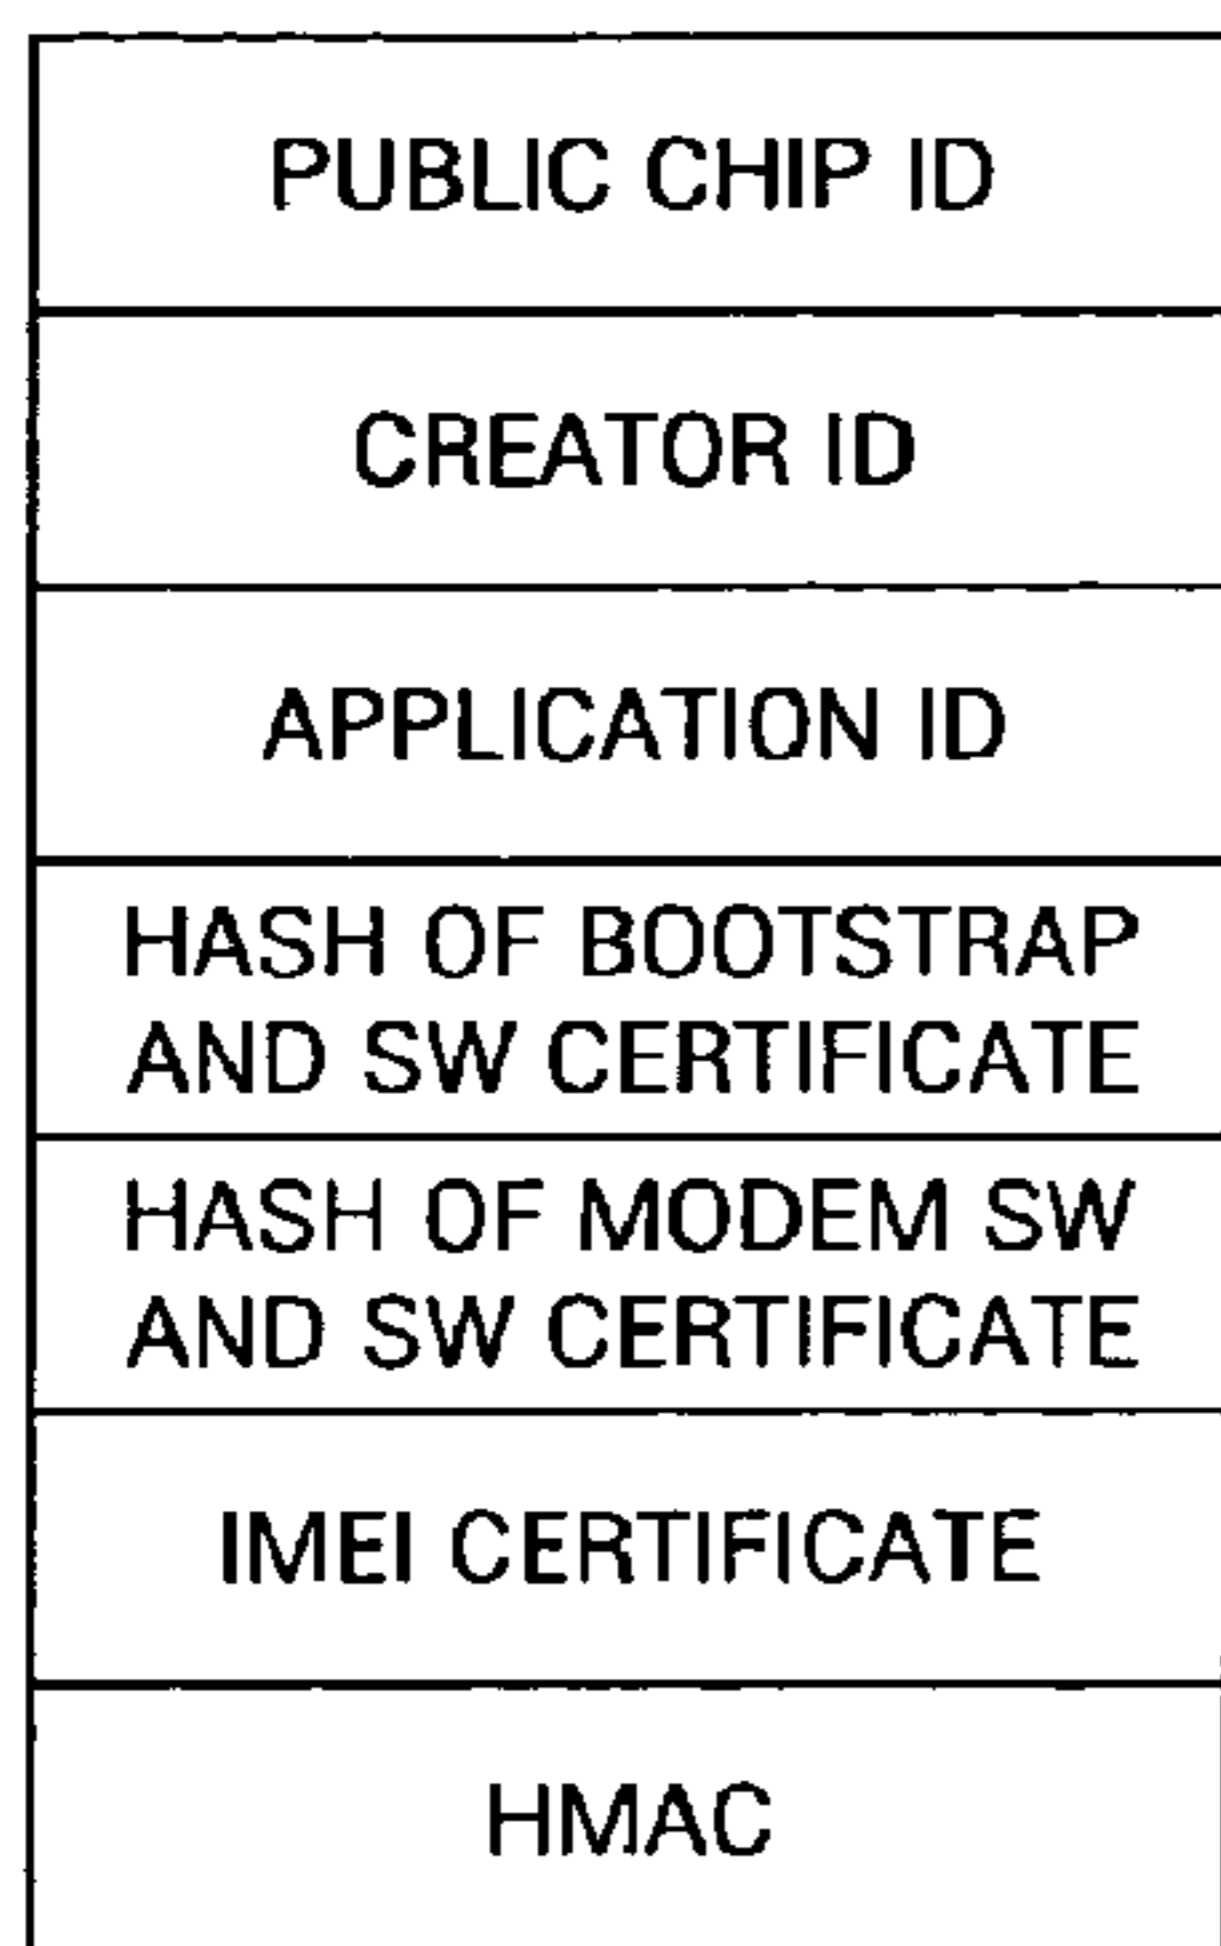 PUBLIC CHIP ID
CREATOR ID
APPLICATION ID
HASH OF BOOTSTRAP
AND SW CERTIFICATE
HASH OF MODEM SW
AND SW CERTIFICATE
IMEI CERTIFICATE
HMAC